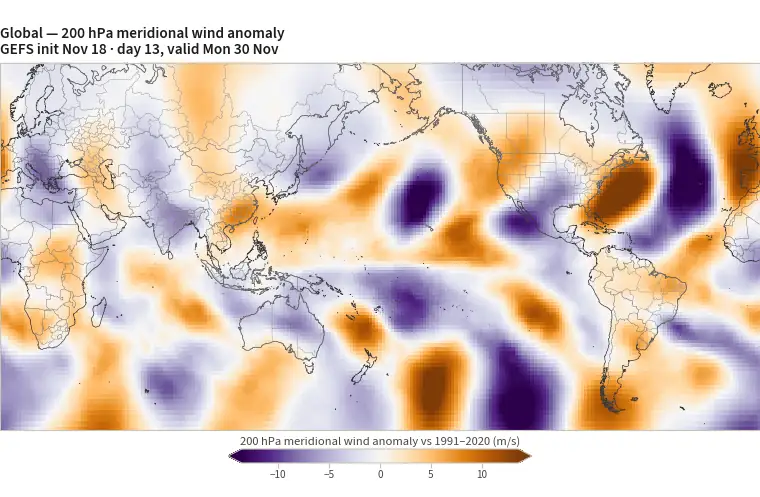 Global — 200 hPa meridional wind anomaly
GEFS init Nov 18 · day 13, valid Mon 30 Nov
200 hPa meridional wind anomaly vs 1991–2020 (m/s)
−10 −5 0 5 10